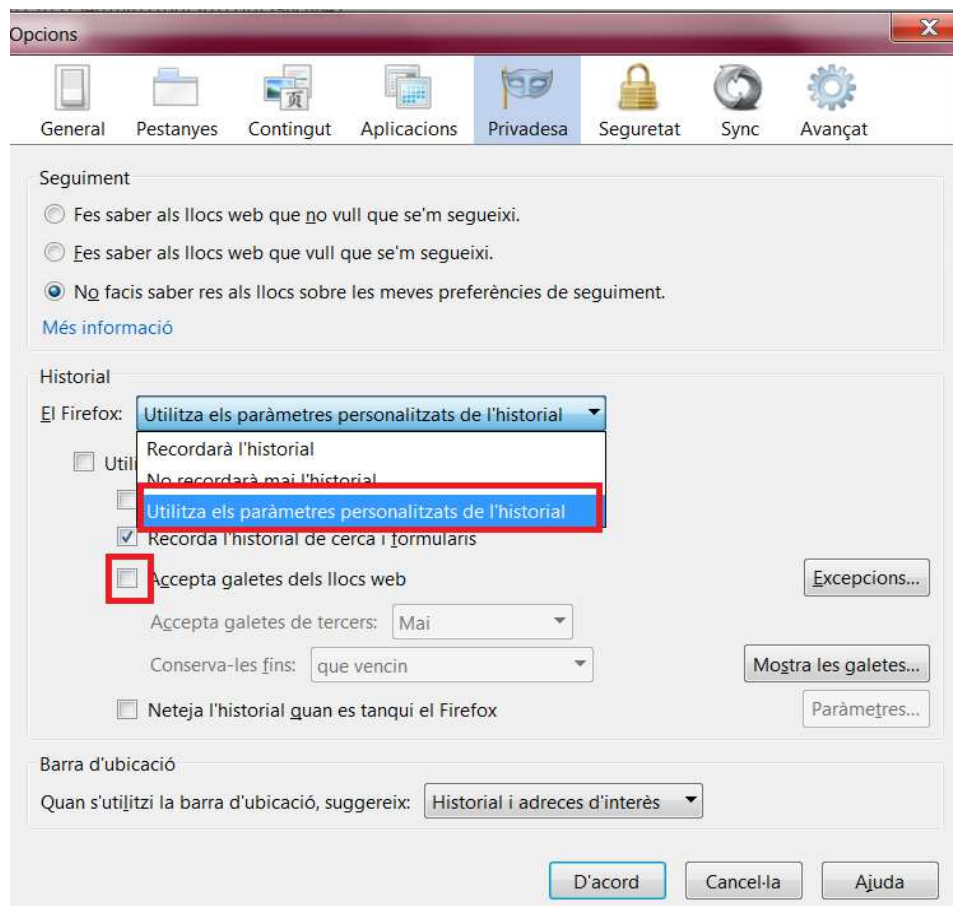 Opcions
General Pestanyes Contingut Aplicacions Privadesa Seguretat Sync Avançat
Seguiment
Fes saber als llocs web que no vull que se'm segueixi.
Fes saber als llocs web que vull que se'm segueixi.
No facis saber res als llocs sobre les meves preferències de seguiment.
Més informació
Historial
El Firefox: Utilitza els paràmetres personalitzats de l'historial
Recordarà l'historial
Utili
No recordarà mai l'historial
Utilitza els paràmetres personalitzats de l'historial
Recorda l'historial de cerca i formularis
Accepta galetes dels llocs web Excepcions...
Accepta galetes de tercers: Mai
Conserva-les fins: que vencin Mostra les galetes...
Neteja l'historial quan es tanqui el Firefox Paràmetres...
Barra d'ubicació
Quan s'utilitzi la barra d'ubicació, suggereix: Historial i adreces d'interès
D'acord Cancel·la Ajuda